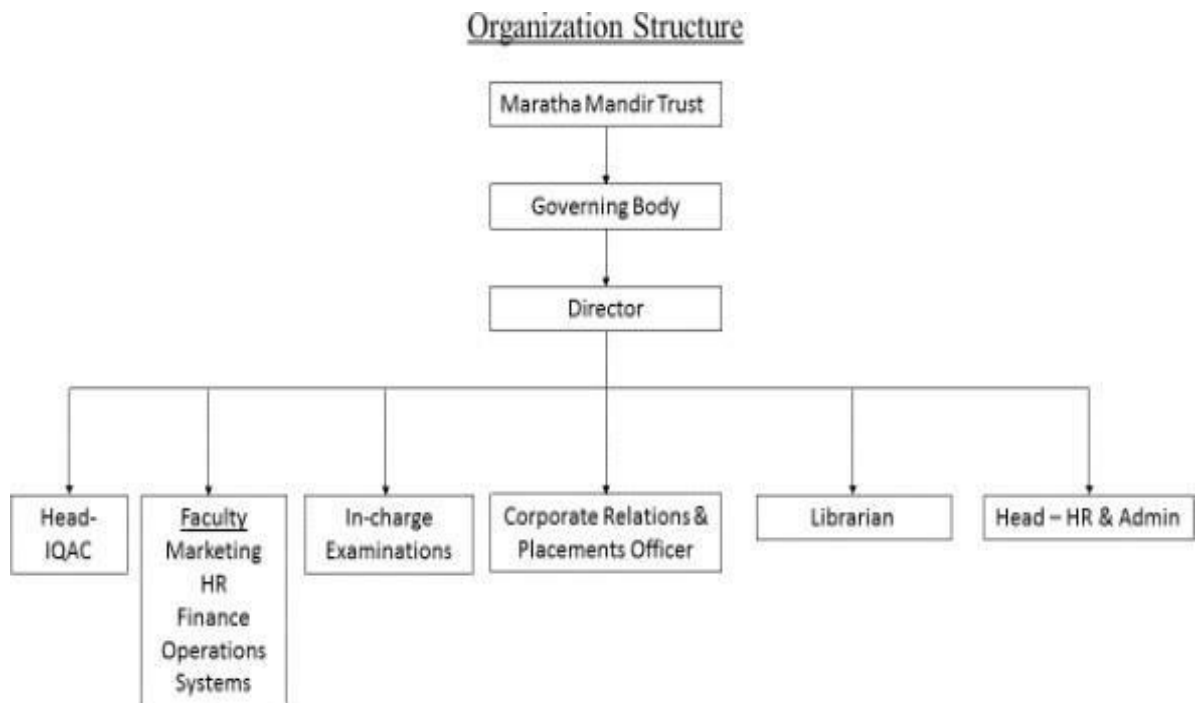 Organization Structure
Maratha Mandir Trust
Governing Body
Director
Head-
IQAC
Faculty
Marketing
HR
Finance
Operations
Systems
In-charge
Examinations
Corporate Relations &
Placements Officer
Librarian
Head – HR & Admin